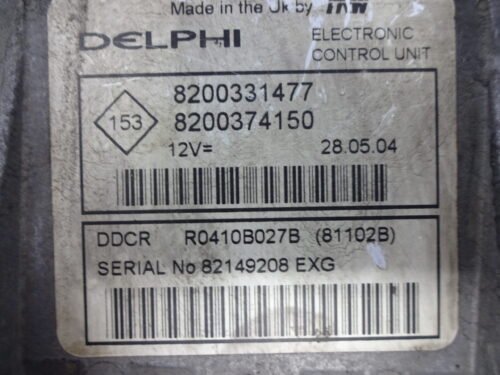 Made in the Uk by TRW
DELPHI
ELECTRONIC
CONTROL UNIT
153
8200331477
8200374150
12V= 28.05.04
DDCR R0410B027B (81102B)
SERIAL No 82149208 EXG